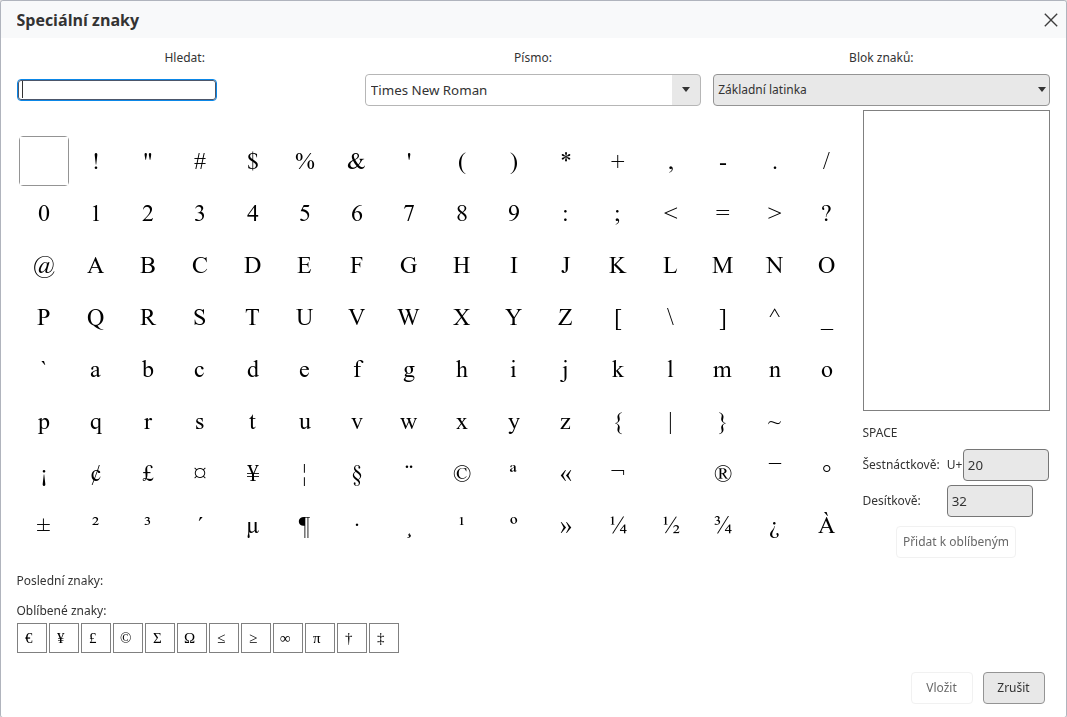 Speciální znaky
Hledat: Písmo: Blok znaků:
Times New Roman Základní latinka
! " # $ % & ' ( ) * + , - . /
0 1 2 3 4 5 6 7 8 9 : ; < = > ?
@ A B C D E F G H I J K L M N O
P Q R S T U V W X Y Z [ \ ] ^ _
` a b c d e f g h i j k l m n o
p q r s t u v w x y z { | } ~
¡ ¢ £ ¤ ¥ ¦ § ¨ © ª « ¬ ® ¯ °
± ² ³ ´ µ ¶ · ¸ ¹ º » ¼ ½ ¾ ¿ À
SPACE
Šestnáctkově: U+ 20
Desítkově: 32
Přidat k oblíbeným
Poslední znaky:
Oblíbené znaky:
€ ¥ £ © Σ Ω ≤ ≥ ∞ π † ‡
Vložit Zrušit